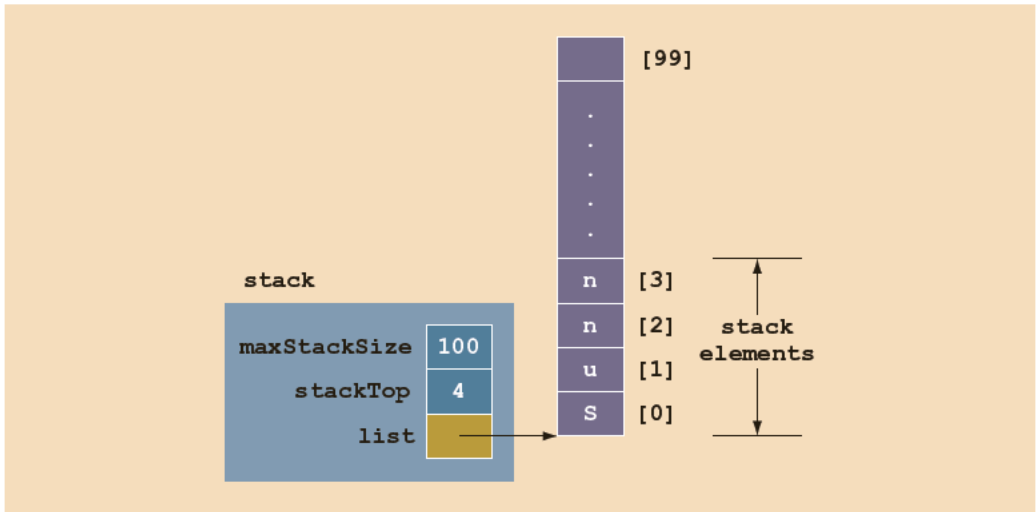 [99]
.
.
.
.
.
stack
n [3]
maxStackSize 100
n [2]
stack
elements
stackTop 4
u [1]
list
S [0]